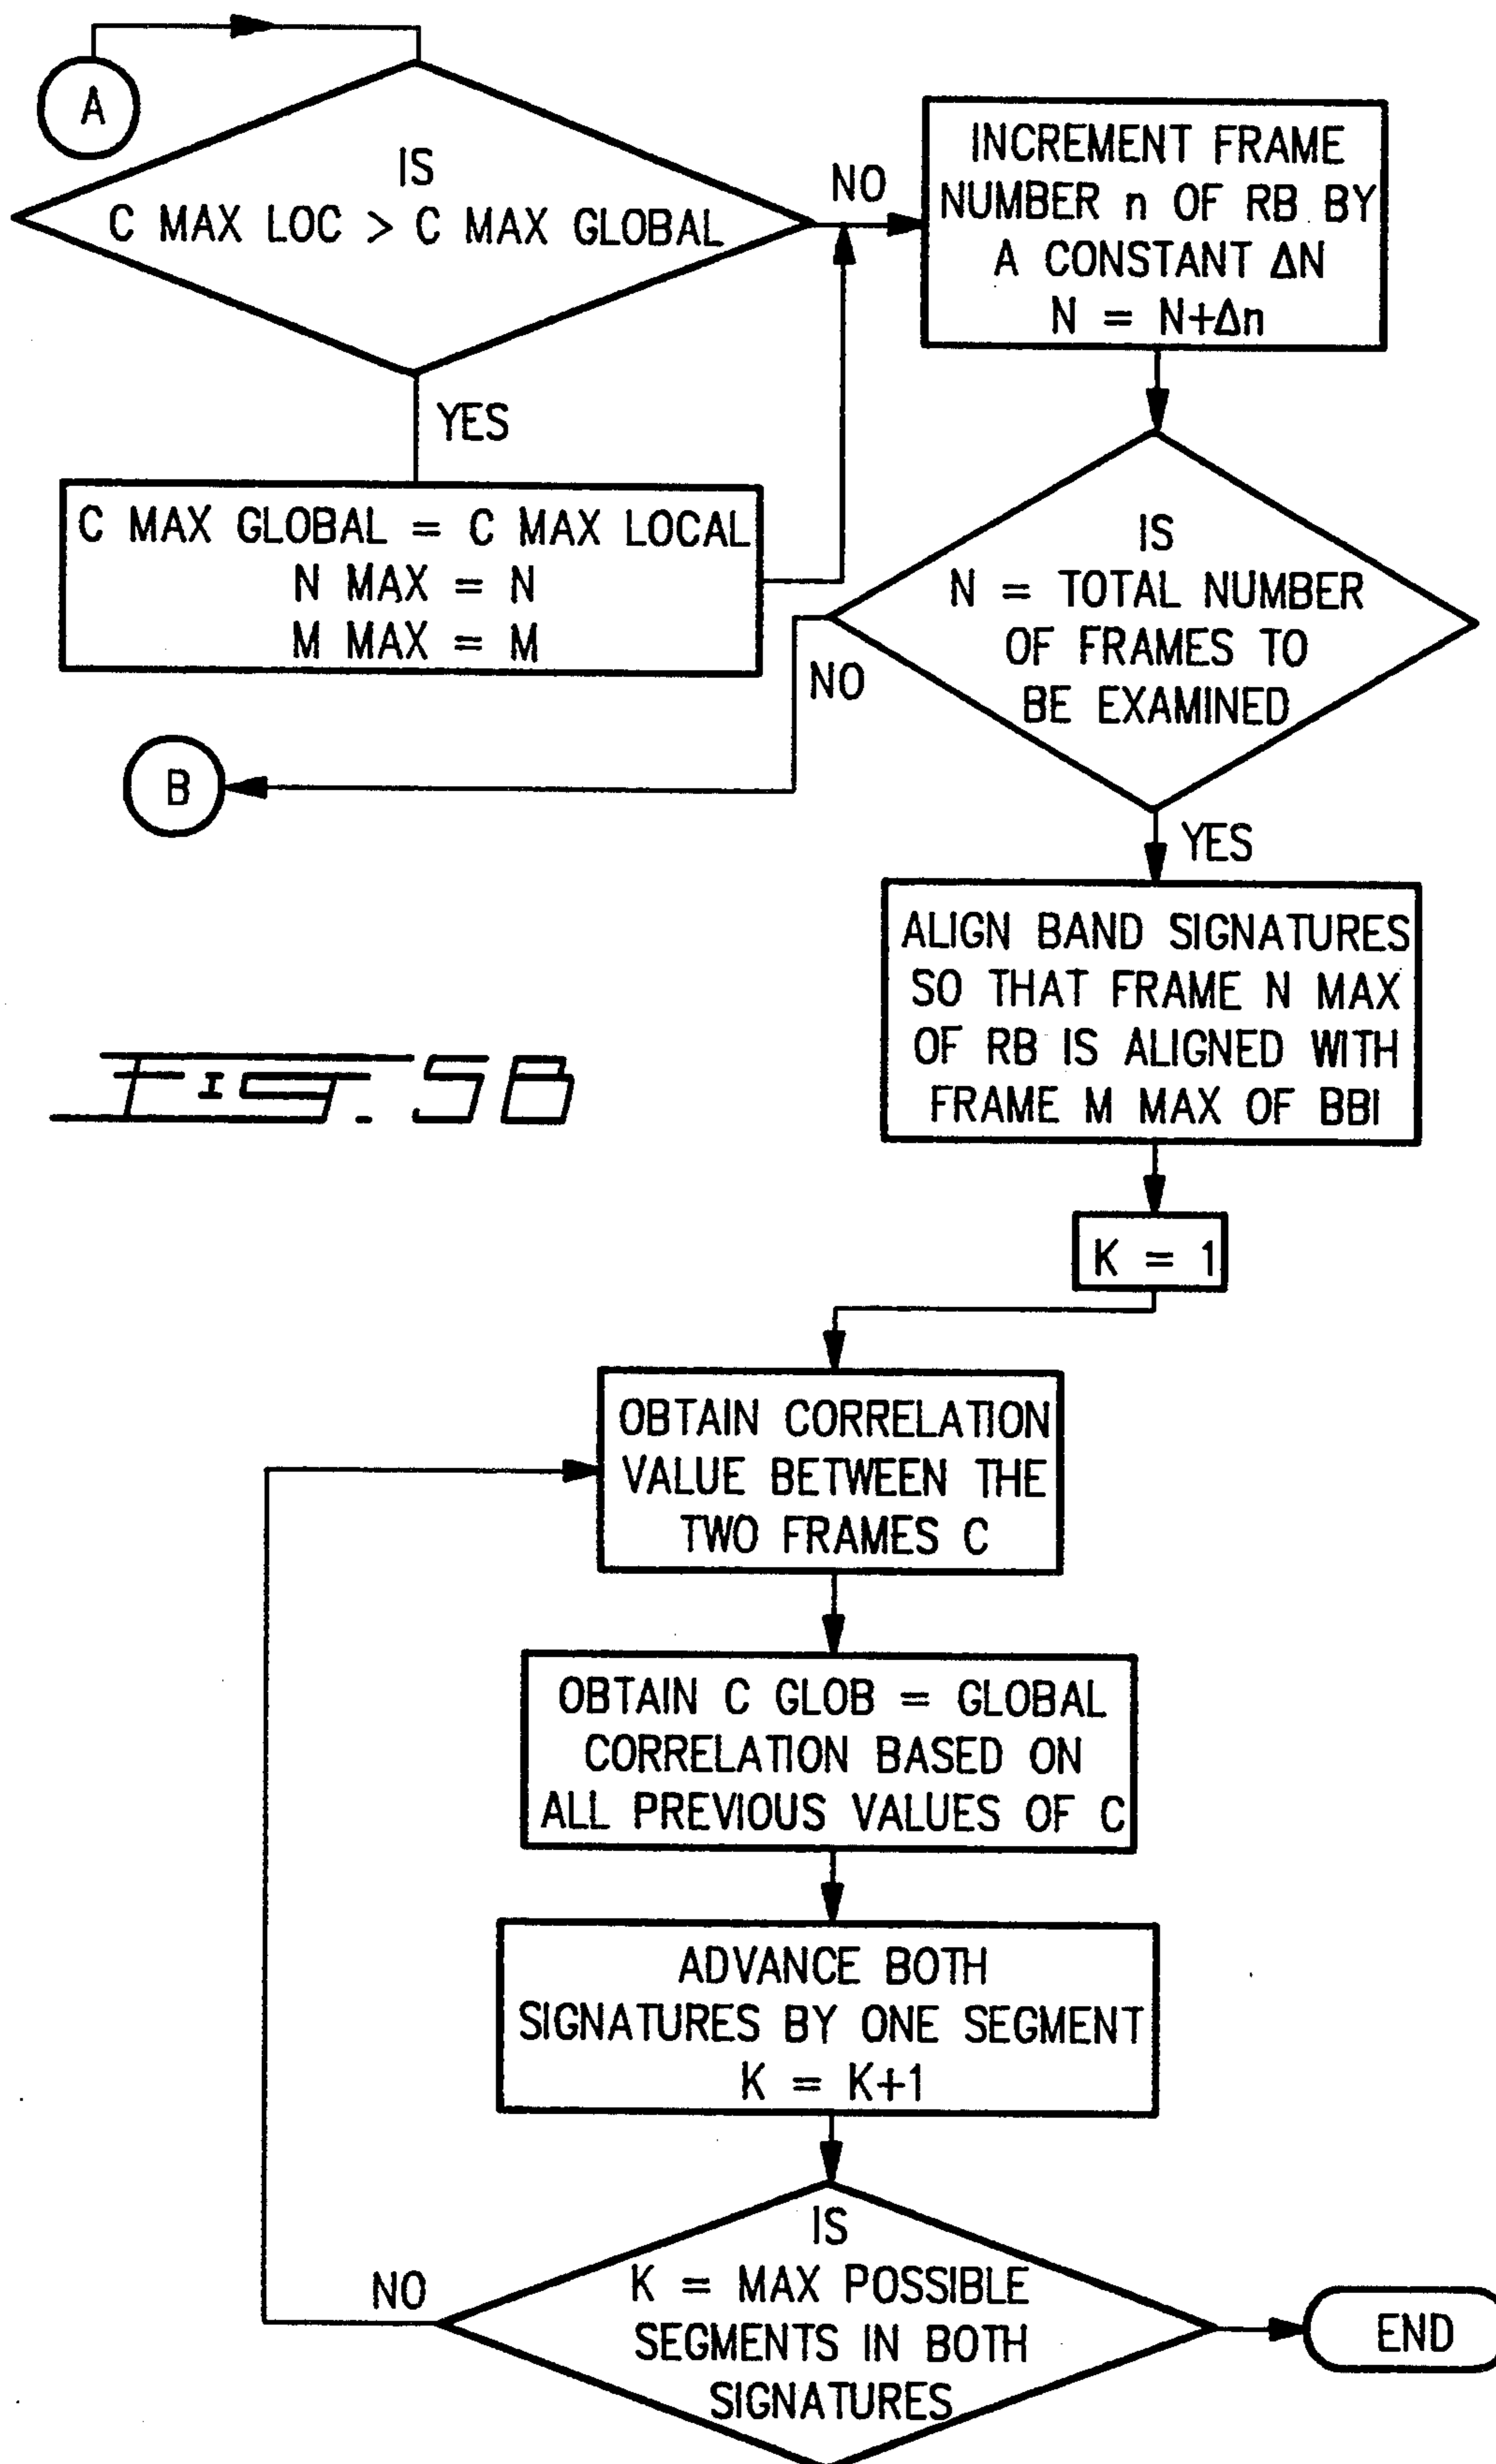 A
IS
C MAX LOC > C MAX GLOBAL
NO
INCREMENT FRAME
NUMBER n OF RB BY
A CONSTANT ΔN
N = N+Δn
YES
C MAX GLOBAL = C MAX LOCAL
N MAX = N
M MAX = M
IS
N = TOTAL NUMBER
OF FRAMES TO
BE EXAMINED
NO
B
YES
ALIGN BAND SIGNATURES
SO THAT FRAME N MAX
OF RB IS ALIGNED WITH
FRAME M MAX OF BBI
FIG. 5B
K = 1
OBTAIN CORRELATION
VALUE BETWEEN THE
TWO FRAMES C
OBTAIN C GLOB = GLOBAL
CORRELATION BASED ON
ALL PREVIOUS VALUES OF C
ADVANCE BOTH
SIGNATURES BY ONE SEGMENT
K = K+1
IS
K = MAX POSSIBLE
SEGMENTS IN BOTH
SIGNATURES
NO
END